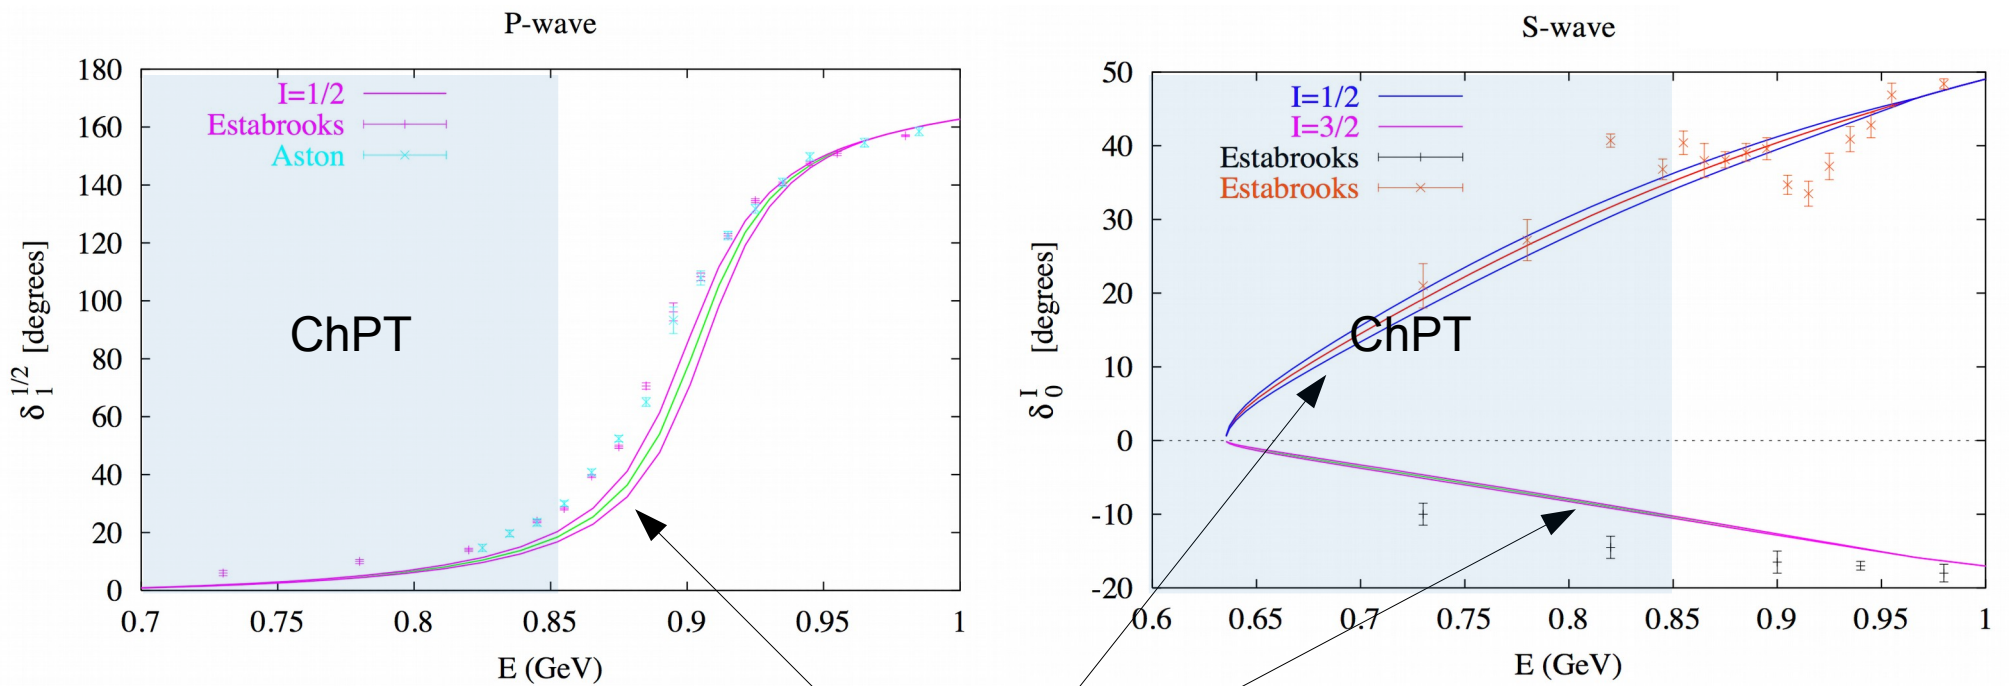 P-wave
180
160
140
120
100
80
60
40
20
0
I=1/2
Estabrooks
Aston
ChPT
δ₁^{1/2} [degrees]
0.7 0.75 0.8 0.85 0.9 0.95 1
E (GeV)
S-wave
50
40
30
20
10
0
-10
-20
I=1/2
I=3/2
Estabrooks
Estabrooks
ChPT
δ₀^{I} [degrees]
0.6 0.65 0.7 0.75 0.8 0.85 0.9 0.95 1
E (GeV)